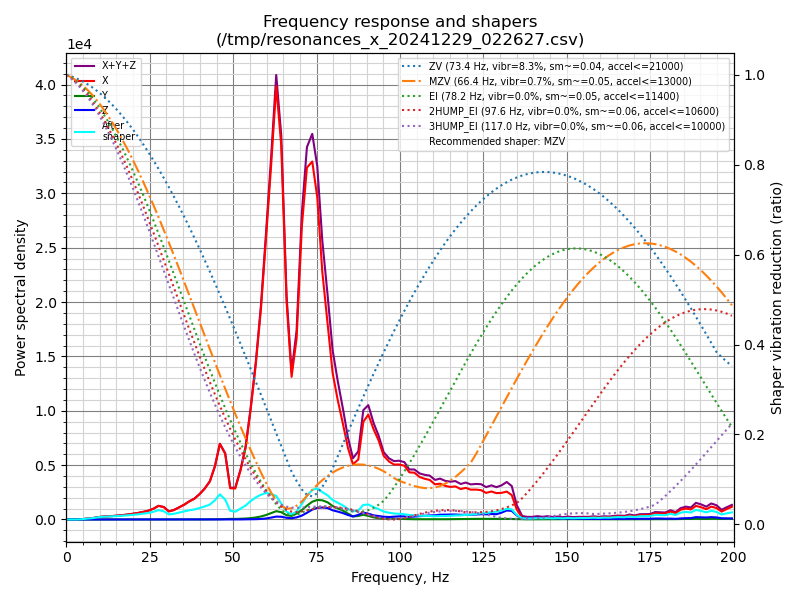 Frequency response and shapers
(/tmp/resonances_x_20241229_022627.csv)
1e4
X+Y+Z
X
Y
Z
After
shaper
ZV (73.4 Hz, vibr=8.3%, sm~=0.04, accel<=21000)
MZV (66.4 Hz, vibr=0.7%, sm~=0.05, accel<=13000)
EI (78.2 Hz, vibr=0.0%, sm~=0.05, accel<=11400)
2HUMP_EI (97.6 Hz, vibr=0.0%, sm~=0.06, accel<=10600)
3HUMP_EI (117.0 Hz, vibr=0.0%, sm~=0.06, accel<=10000)
Recommended shaper: MZV
Power spectral density
4.0
3.5
3.0
2.5
2.0
1.5
1.0
0.5
0.0
1.0
0.8
0.6
0.4
0.2
0.0
Shaper vibration reduction (ratio)
0 25 50 75 100 125 150 175 200
Frequency, Hz